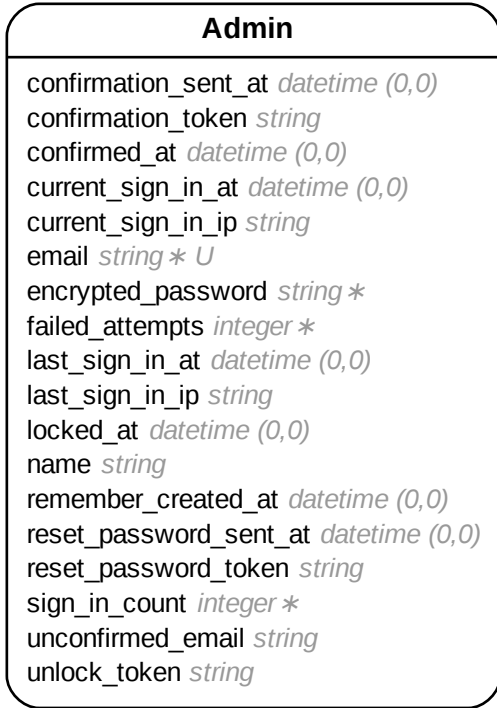 Admin
confirmation_sent_at datetime (0,0)
confirmation_token string
confirmed_at datetime (0,0)
current_sign_in_at datetime (0,0)
current_sign_in_ip string
email string ∗ U
encrypted_password string ∗
failed_attempts integer ∗
last_sign_in_at datetime (0,0)
last_sign_in_ip string
locked_at datetime (0,0)
name string
remember_created_at datetime (0,0)
reset_password_sent_at datetime (0,0)
reset_password_token string
sign_in_count integer ∗
unconfirmed_email string
unlock_token string